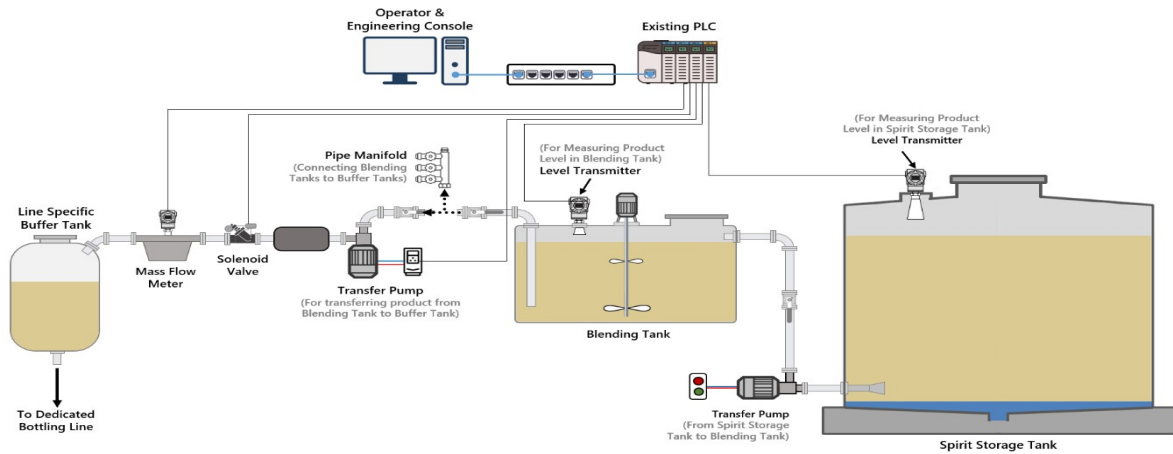 Operator &
Engineering Console
Existing PLC
(For Measuring Product
Level in Spirit Storage Tank)
Level Transmitter
Pipe Manifold
(Connecting Blending
Tanks to Buffer Tanks)
(For Measuring Product
Level in Blending Tank)
Level Transmitter
Line Specific
Buffer Tank
Mass Flow
Meter
Solenoid
Valve
Transfer Pump
(For transferring product from
Blending Tank to Buffer Tank)
Blending Tank
To Dedicated
Bottling Line
Transfer Pump
(From Spirit Storage
Tank to Blending Tank)
Spirit Storage Tank